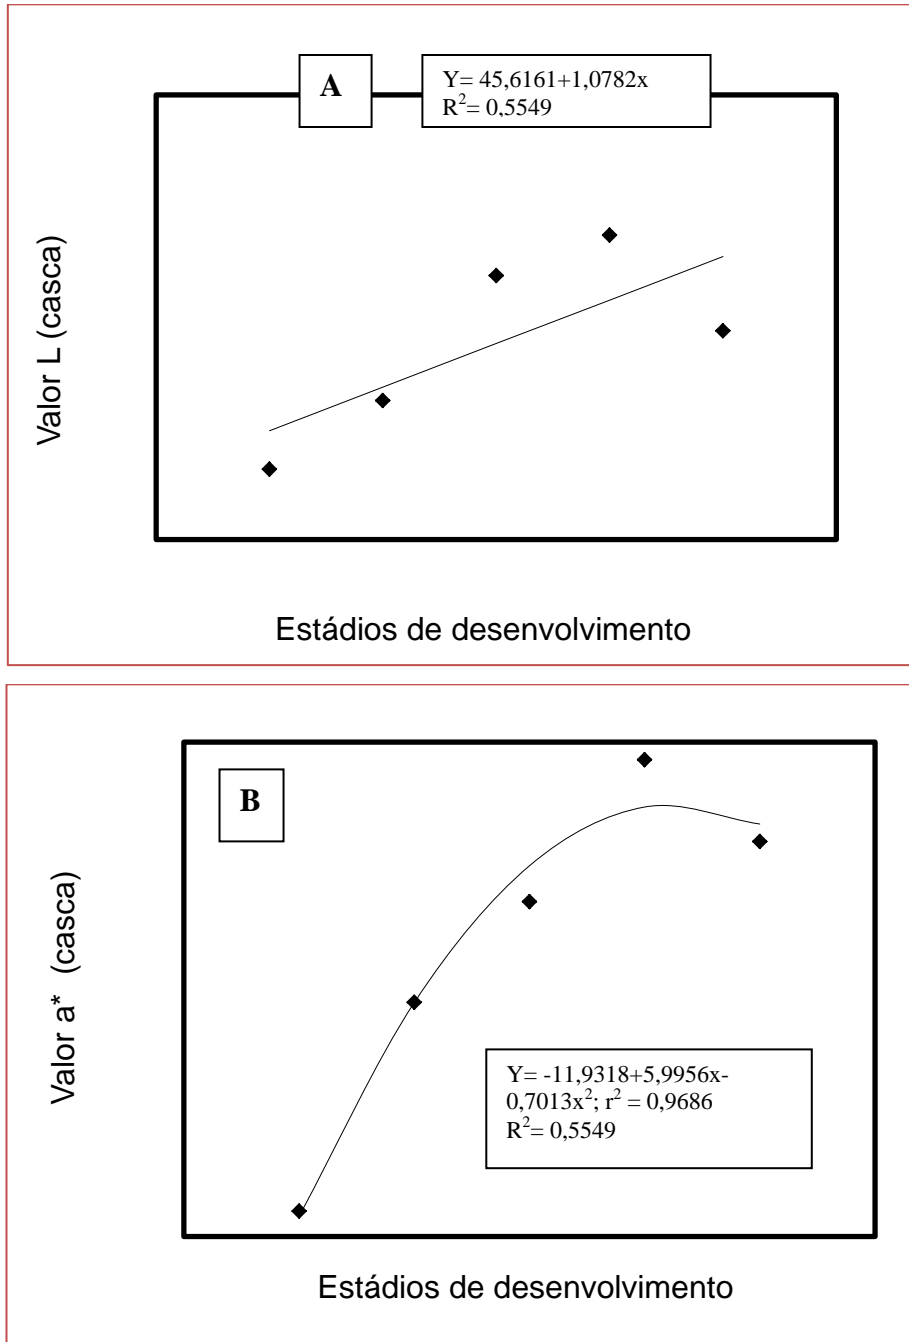 A
Y= 45,6161+1,0782x
R²= 0,5549
Valor L (casca)
Estádios de desenvolvimento
B
Valor a* (casca)
Y= -11,9318+5,9956x-
0,7013x²; r² = 0,9686
R²= 0,5549
Estádios de desenvolvimento